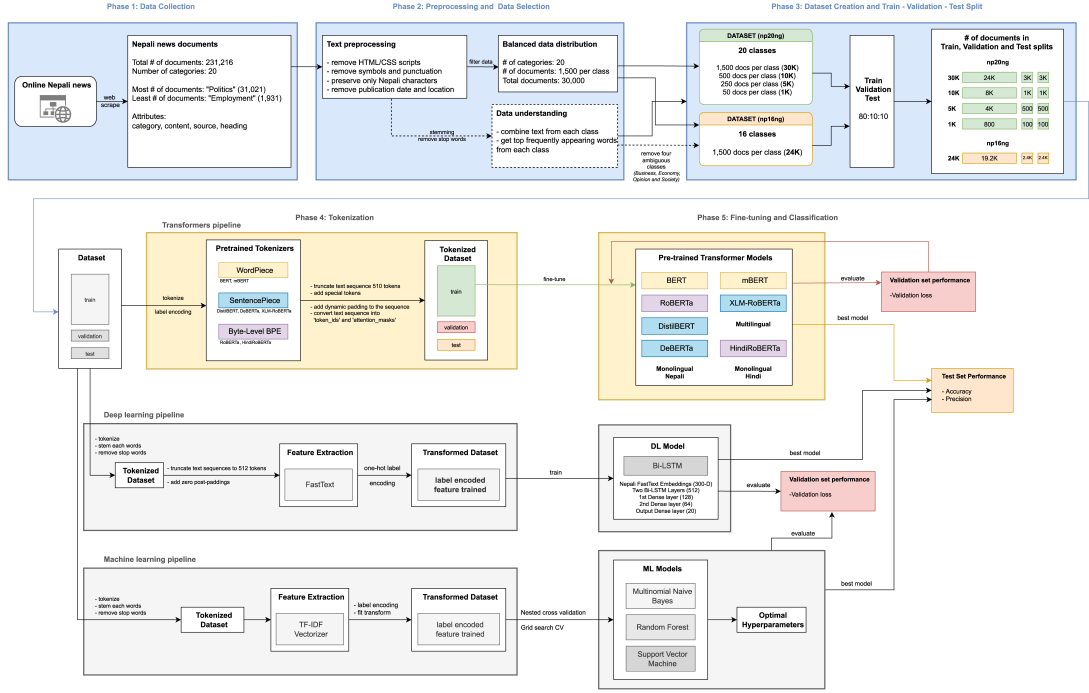 Phase 1: Data Collection
Online Nepali news
web
scrape
Nepali news documents
Total # of documents: 231,216
Number of categories: 20
Most # of documents: "Politics" (31,021)
Least # of documents: "Employment" (1,931)
Attributes:
category, content, source, heading
Phase 2: Preprocessing and Data Selection
Text preprocessing
- remove HTML/CSS scripts
- remove symbols and punctuation
- preserve only Nepali characters
- remove publication date and location
filter data
Balanced data distribution
# of categories: 20
# of documents: 1,500 per class
Total documents: 30,000
stemming
remove stop words
Data understanding
- combine text from each class
- get top frequently appearing words
from each class
remove four
ambiguous
classes
(Business, Economy,
Opinion and Society)
Phase 3: Dataset Creation and Train - Validation - Test Split
DATASET (np20ng)
20 classes
1,500 docs per class (30K)
500 docs per class (10K)
250 docs per class (5K)
50 docs per class (1K)
DATASET (np16ng)
16 classes
1,500 docs per class (24K)
Train
Validation
Test
80:10:10
# of documents in
Train, Validation and Test splits
np20ng
30K 24K 3K 3K
10K 8K 1K 1K
5K 4K 500 500
1K 800 100 100
np16ng
24K 19.2K 2.4K 2.4K
Phase 4: Tokenization
Transformers pipeline
Dataset
train
validation
test
tokenize
label encoding
Pretrained Tokenizers
WordPiece
BERT, mBERT
SentencePiece
DistilBERT, DeBERTa, XLM-RoBERTa
Byte-Level BPE
RoBERTa, HindiRoBERTa
- truncate text sequence 510 tokens
- add special tokens
- add dynamic padding to the sequence
- convert text sequence into
'token_ids' and 'attention_masks'
Tokenized
Dataset
train
validation
test
fine-tune
Phase 5: Fine-tuning and Classification
Pre-trained Transformer Models
BERT
mBERT
RoBERTa
XLM-RoBERTa
DistilBERT
Multilingual
DeBERTa
HindiRoBERTa
Monolingual
Nepali
Monolingual
Hindi
evaluate
Validation set performance
-Validation loss
best model
Test Set Performance
- Accuracy
- Precision
Deep learning pipeline
- tokenize
- stem each words
- remove stop words
Tokenized
Dataset
- truncate text sequences to 512 tokens
- add zero post-paddings
Feature Extraction
FastText
one-hot label
encoding
Transformed Dataset
label encoded
feature trained
train
DL Model
Bi-LSTM
Nepali FastText Embeddings (300-D)
Two Bi-LSTM Layers (512)
1st Dense layer (128)
2nd Dense layer (64)
Output Dense layer (20)
best model
evaluate
Validation set performance
-Validation loss
evaluate
Machine learning pipeline
- tokenize
- stem each words
- remove stop words
Tokenized
Dataset
Feature Extraction
TF-IDF
Vectorizer
- label encoding
- fit transform
Transformed Dataset
label encoded
feature trained
Nested cross validation
Grid search CV
ML Models
Multinomial Naive
Bayes
Random Forest
Support Vector
Machine
Optimal
Hyperparameters
best model